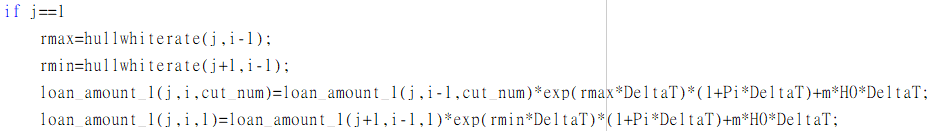 if j==1
rmax=hullwhiterate(j,i-1);
rmin=hullwhiterate(j+1,i-1);
loan_amount_1(j,i,cut_num)=loan_amount_1(j,i-1,cut_num)*exp(rmax*DeltaT)*(1+Pi*DeltaT)+m*H0*DeltaT;
loan_amount_1(j,i,1)=loan_amount_1(j+1,i-1,1)*exp(rmin*DeltaT)*(1+Pi*DeltaT)+m*H0*DeltaT;